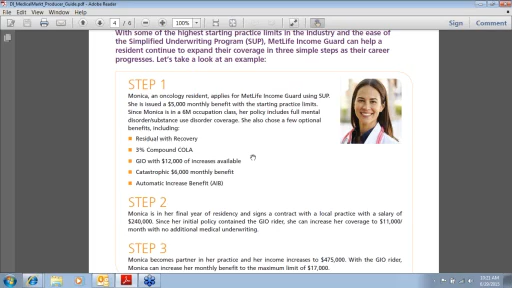 DI_MedicalMarkt_Producer_Guide.pdf - Adobe Reader
File Edit View Window Help
4 / 6 100% Sign Comment
With some of the highest starting practice limits in the industry and the ease of
the Simplified Underwriting Program (SUP), MetLife Income Guard can help a
resident continue to expand their coverage in three simple steps as their career
progresses. Let's take a look at an example:
STEP 1
Monica, an oncology resident, applies for MetLife Income Guard using SUP.
She is issued a $5,000 monthly benefit with the starting practice limits.
Since Monica is in a 6M occupation class, her policy includes full mental
disorder/substance use disorder coverage. She also chose a few optional
benefits, including:
Residual with Recovery
3% Compound COLA
GIO with $12,000 of increases available
Catastrophic $6,000 monthly benefit
Automatic Increase Benefit (AIB)
STEP 2
Monica is in her final year of residency and signs a contract with a local practice with a salary of
$240,000. Since her initial policy contained the GIO rider, she can increase her coverage to $11,000/
month with no additional medical underwriting.
STEP 3
Monica becomes partner in her practice and her income increases to $475,000. With the GIO rider,
Monica can increase her monthly benefit to the maximum limit of $17,000.